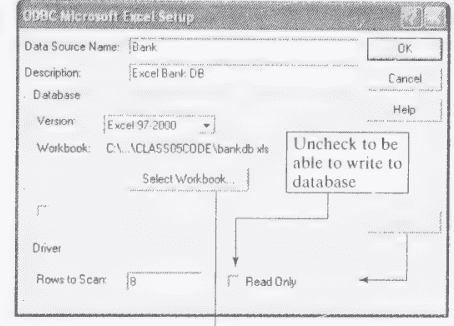 ODBC Microsoft Excel Setup
Data Source Name: Bank
OK
Description: Excel Bank DB
Cancel
Database
Help
Version: Excel 97-2000
Workbook: C:\...\CLASS05CODE\bankdb.xls
Uncheck to be
able to write to
database
Select Workbook...
Driver
Rows to Scan: 8
Read Only